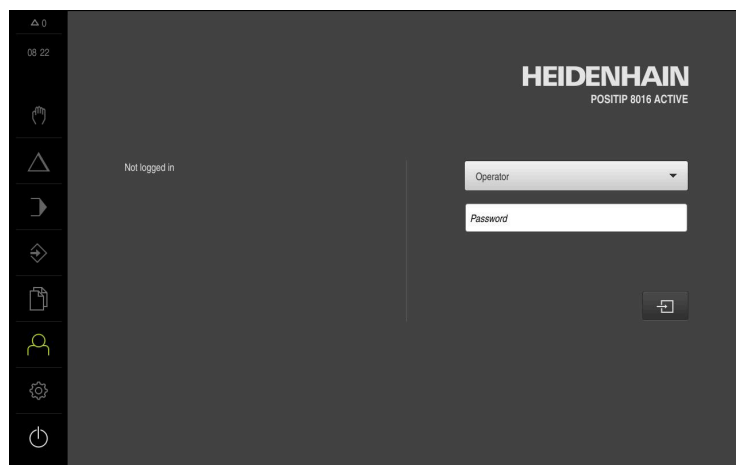 0
08 22
HEIDENHAIN
POSITIP 8016 ACTIVE
Not logged in
Operator
Password